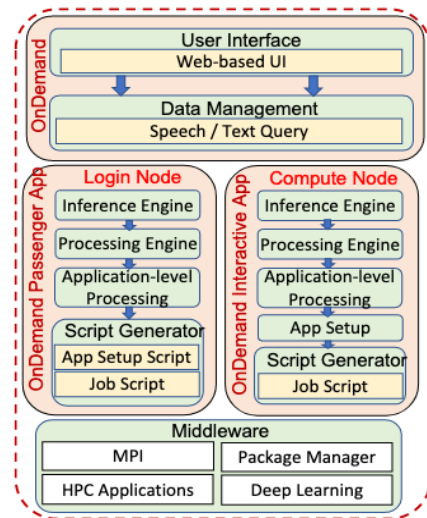 OnDemand
User Interface
Web-based UI
Data Management
Speech / Text Query
OnDemand Passenger App
Login Node
Inference Engine
Processing Engine
Application-level
Processing
Script Generator
App Setup Script
Job Script
OnDemand Interactive App
Compute Node
Inference Engine
Processing Engine
Application-level
Processing
App Setup
Script Generator
Job Script
Middleware
MPI
Package Manager
HPC Applications
Deep Learning